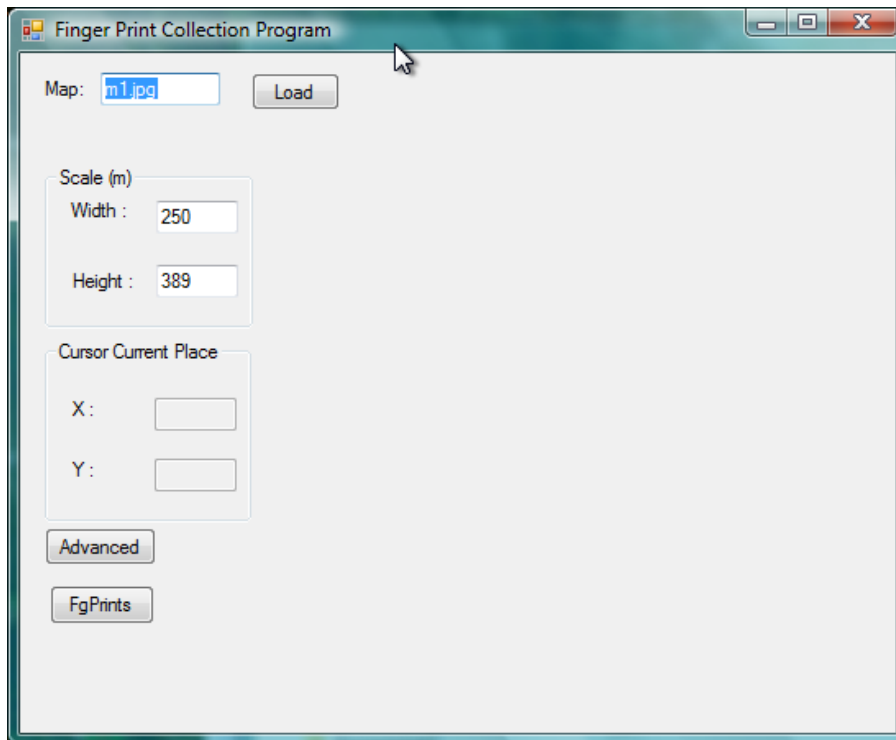 Finger Print Collection Program
Map: m1.jpg Load
Scale (m)
Width : 250
Height : 389
Cursor Current Place
X :
Y :
Advanced
FgPrints